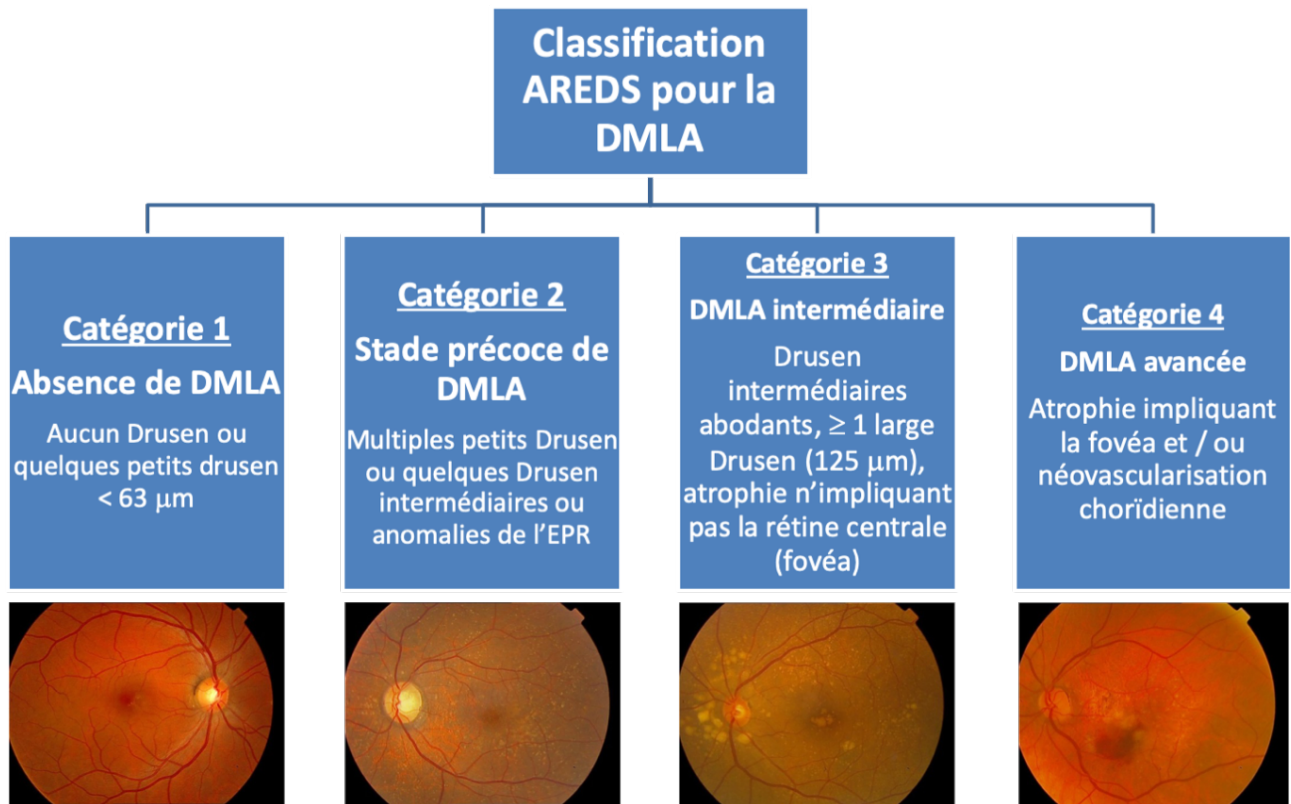 Classification
AREDS pour la
DMLA
Catégorie 1
Absence de DMLA
Aucun Drusen ou
quelques petits drusen
< 63 μm
Catégorie 2
Stade précoce de
DMLA
Multiples petits Drusen
ou quelques Drusen
intermédiaires ou
anomalies de l’EPR
Catégorie 3
DMLA intermédiaire
Drusen
intermédiaires
abodants, ≥ 1 large
Drusen (125 μm),
atrophie n’impliquant
pas la rétine centrale
(fovéa)
Catégorie 4
DMLA avancée
Atrophie impliquant
la fovéa et / ou
néovascularisation
chorïdienne